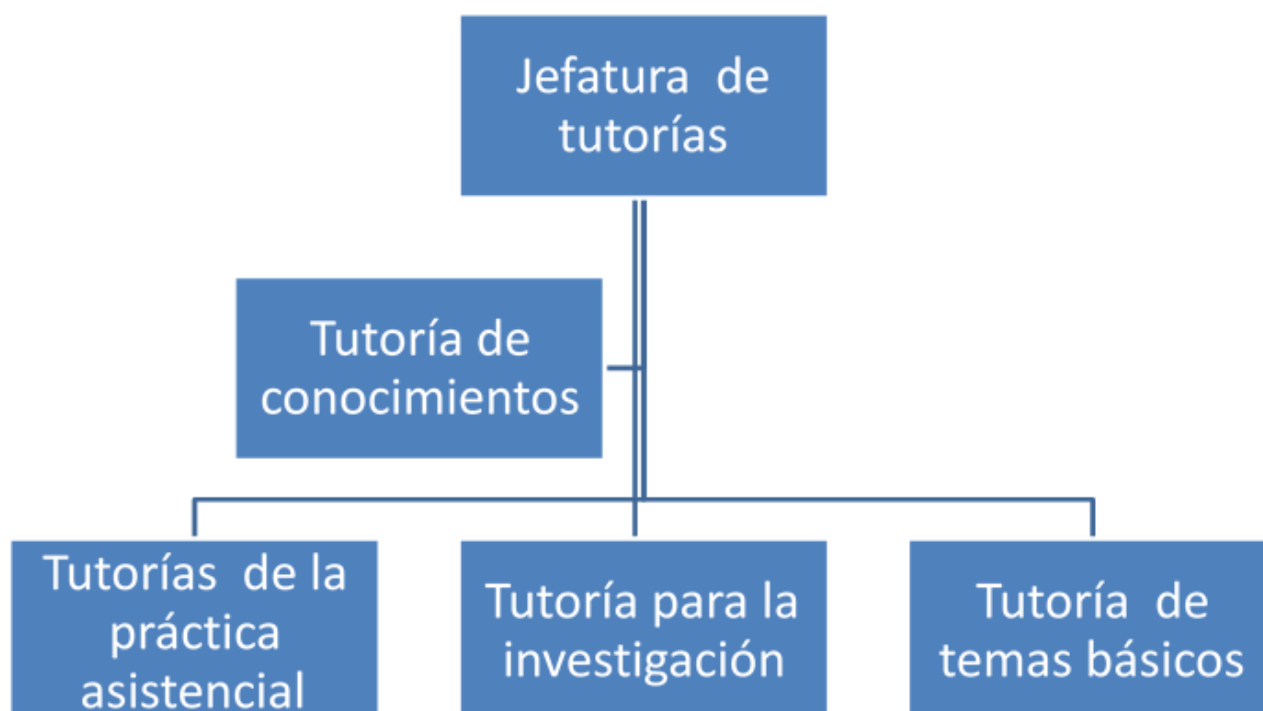 Jefatura de
tutorías
Tutoría de
conocimientos
Tutorías de la
práctica
asistencial
Tutoría para la
investigación
Tutoría de
temas básicos